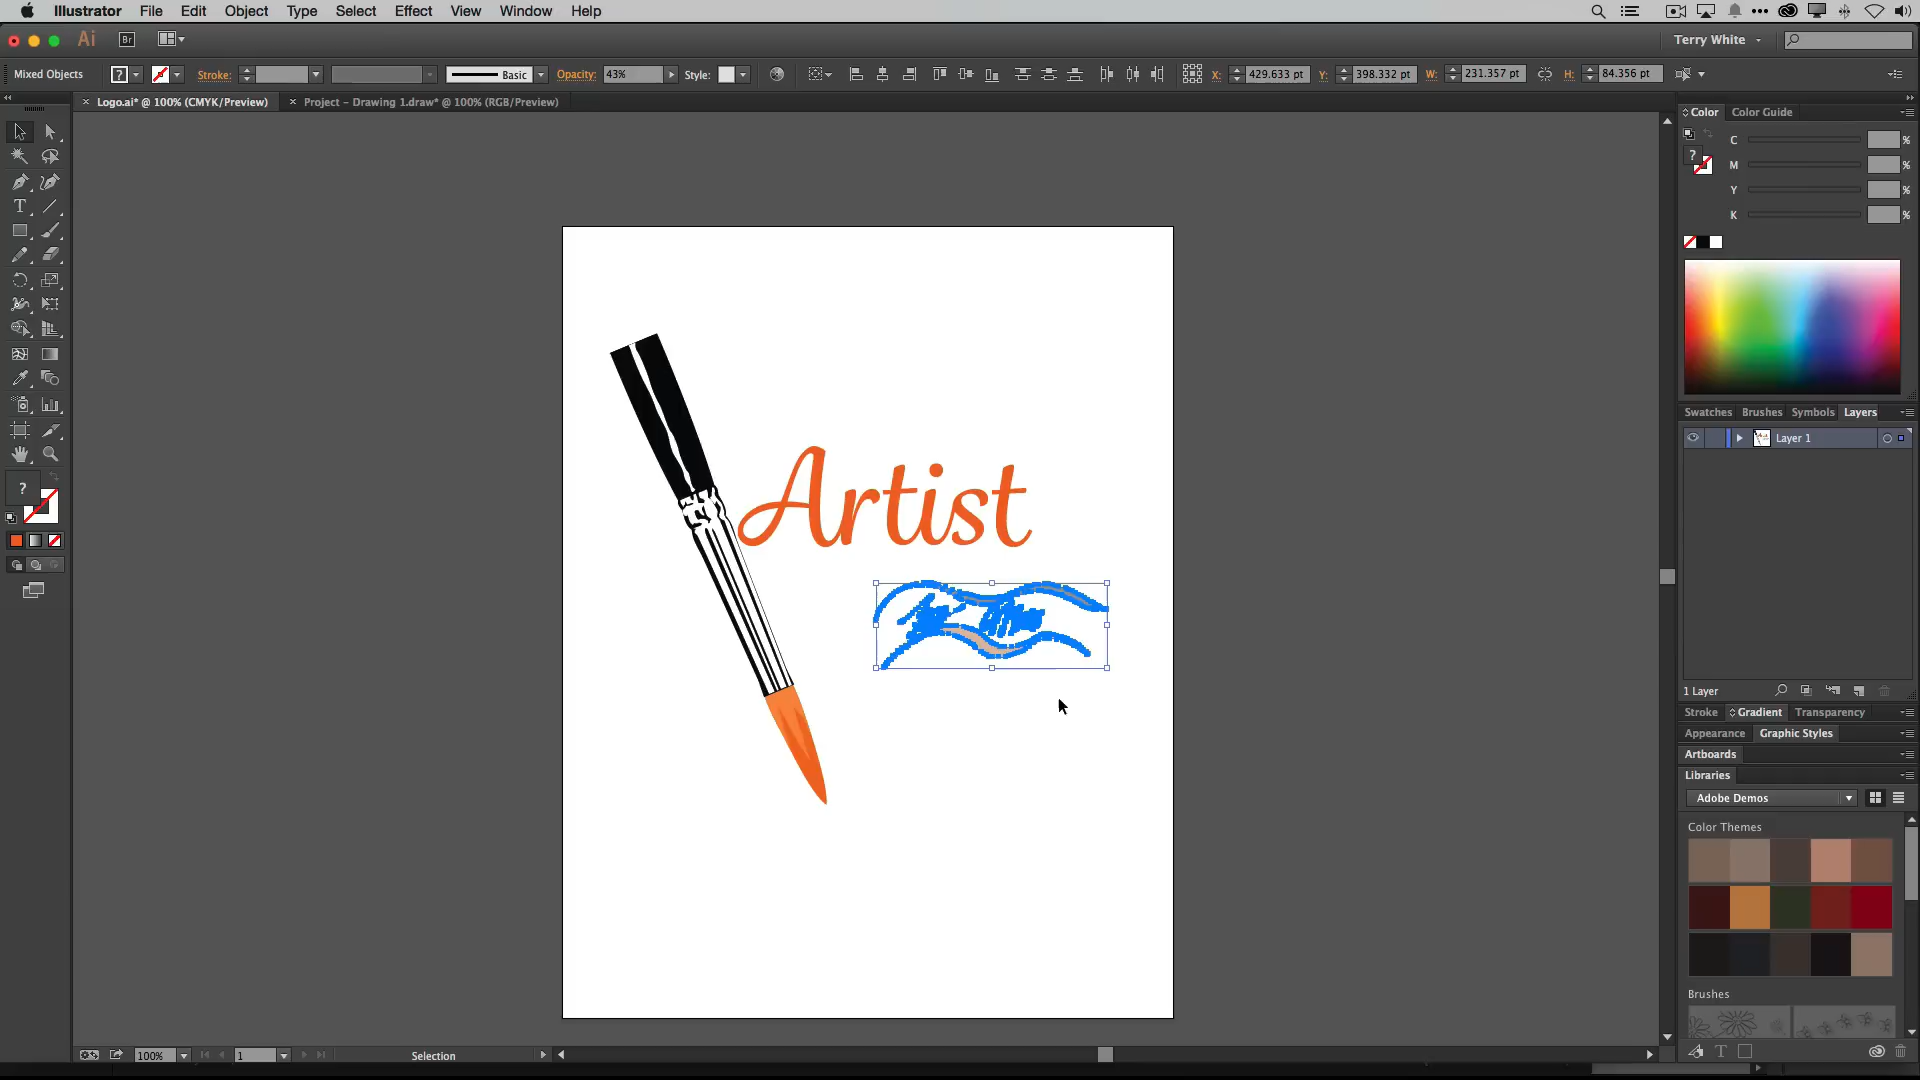 Illustrator File Edit Object Type Select Effect View Window Help
Ai Br Terry White
Mixed Objects ? Stroke: Basic Opacity: 43% Style: X: 429.633 pt Y: 398.332 pt W: 231.357 pt H: 84.356 pt
× Logo.ai* @ 100% (CMYK/Preview) × Project – Drawing 1.draw* @ 100% (RGB/Preview)
Color Color Guide
C %
? M %
Y %
K %
T
?
Swatches Brushes Symbols Layers
Layer 1
Artist
1 Layer
Stroke Gradient Transparency
Appearance Graphic Styles
Artboards
Libraries
Adobe Demos
Color Themes
Brushes
T
100% 1 Selection